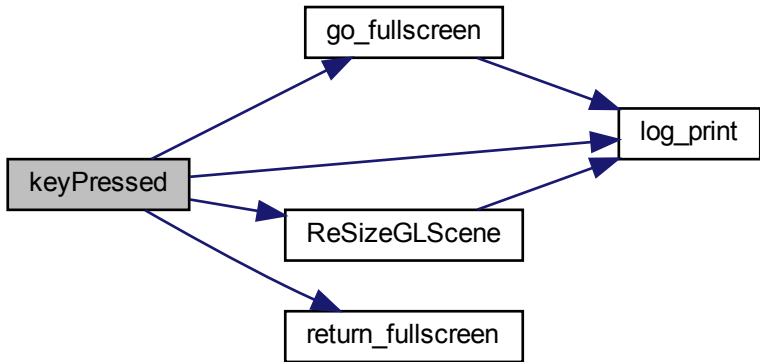 go_fullscreen
log_print
keyPressed
ReSizeGLScene
return_fullscreen